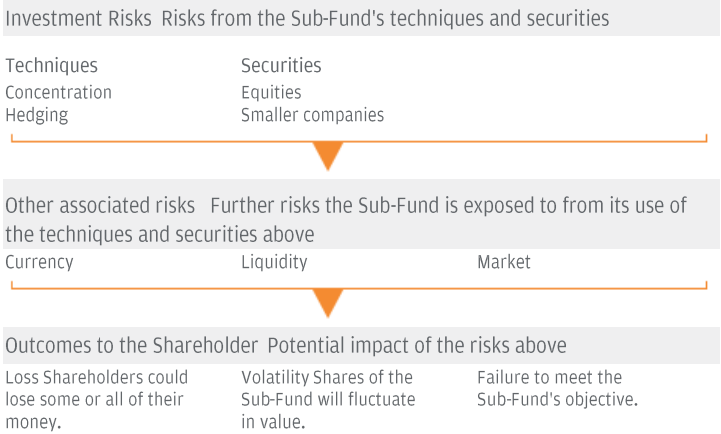 Investment Risks Risks from the Sub-Fund's techniques and securities
Techniques Securities
Concentration Equities
Hedging Smaller companies
Other associated risks Further risks the Sub-Fund is exposed to from its use of
the techniques and securities above
Currency Liquidity Market
Outcomes to the Shareholder Potential impact of the risks above
Loss Shareholders could
lose some or all of their
money.
Volatility Shares of the
Sub-Fund will fluctuate
in value.
Failure to meet the
Sub-Fund's objective.